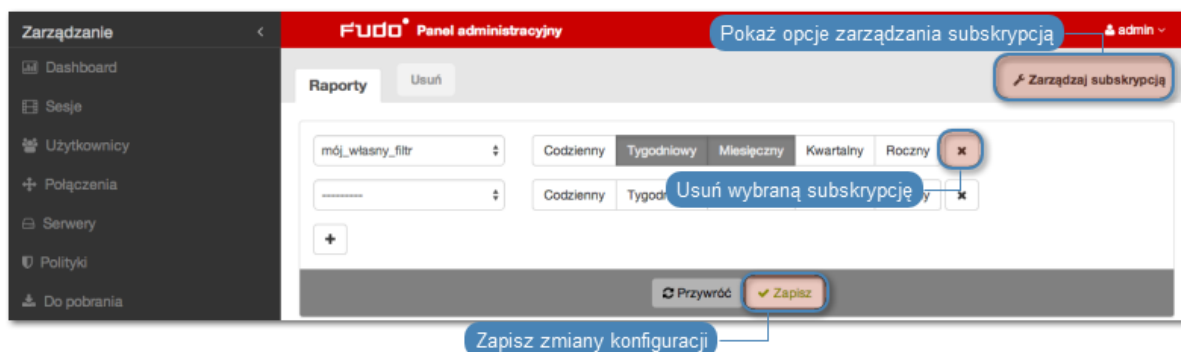 Zarządzanie
FUDO Panel administracyjny
Pokaż opcje zarządzania subskrypcją
admin
Dashboard
Raporty
Usuń
Zarządzaj subskrypcją
Sesje
Użytkownicy
mój_własny_filtr
Codzienny
Tygodniowy
Miesięczny
Kwartalny
Roczny
Usuń wybraną subskrypcję
Połączenia
---------
Codzienny
Serwery
Polityki
Do pobrania
Przywróć
Zapisz
Zapisz zmiany konfiguracji